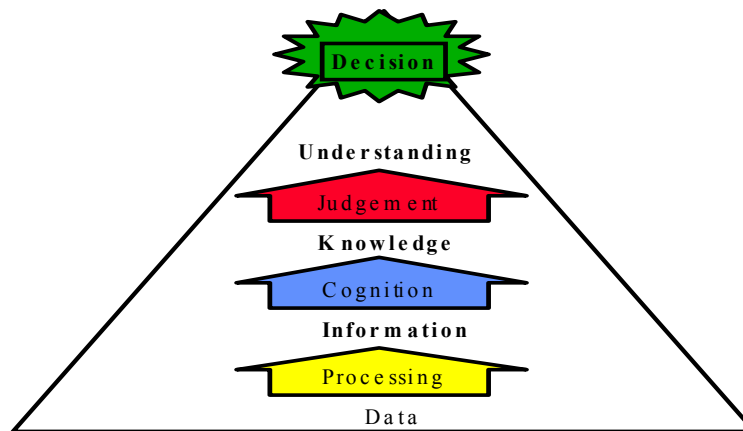 Decision
Understanding
Judgement
Knowledge
Cognition
Information
Processing
Data